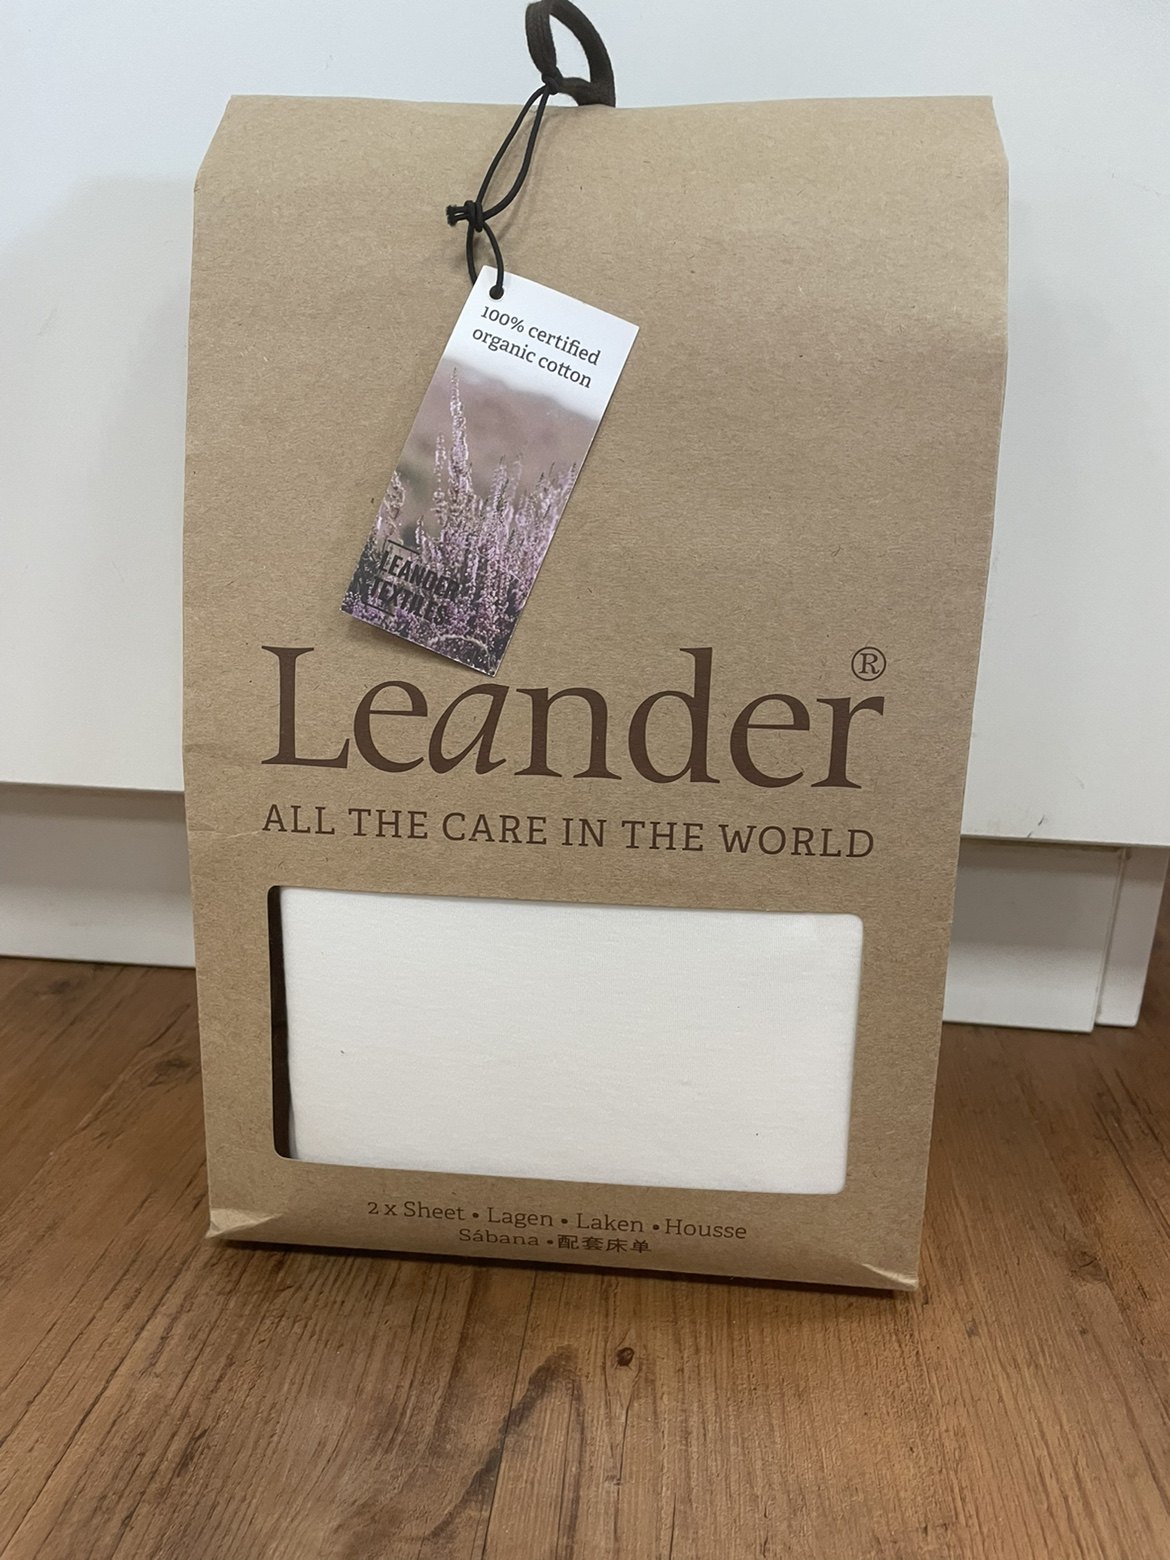 100% certified
organic cotton
LEANDER
TEXTILES
Leander®
ALL THE CARE IN THE WORLD
2 x Sheet • Lagen • Laken • Housse
Sábana • 配套床单